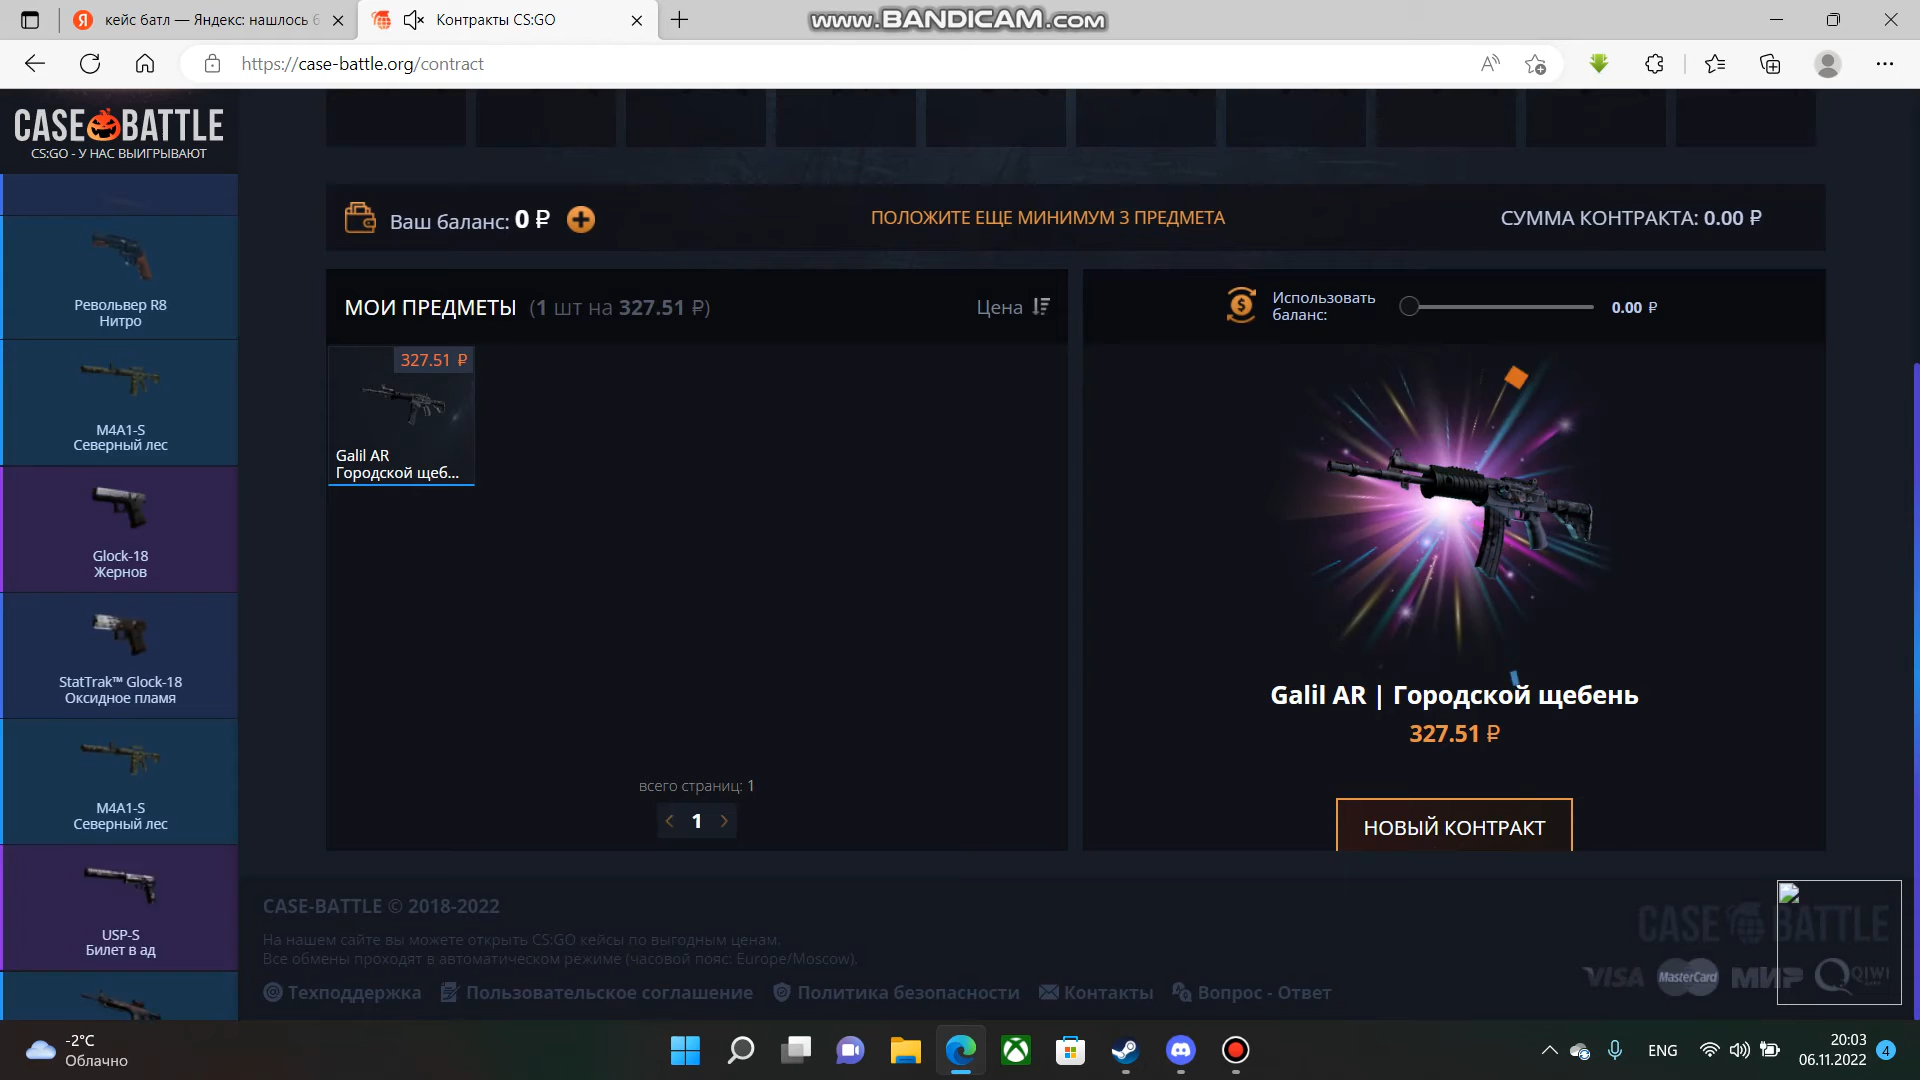 кейс батл — Яндекс: нашлось 6
Контракты CS:GO
www.BANDICAM.com
https://case-battle.org/contract
CASE BATTLE
CS:GO - У НАС ВЫИГРЫВАЮТ
Револьвер R8
Нитро
M4A1-S
Северный лес
Glock-18
Жернов
StatTrak™ Glock-18
Оксидное пламя
M4A1-S
Северный лес
USP-S
Билет в ад
Ваш баланс: 0 ₽
ПОЛОЖИТЕ ЕЩЕ МИНИМУМ 3 ПРЕДМЕТА
СУММА КОНТРАКТА: 0.00 ₽
МОИ ПРЕДМЕТЫ (1 шт на 327.51 ₽)
Цена
327.51 ₽
Galil AR
Городской щеб...
всего страниц: 1
1
Использовать
баланс:
0.00 ₽
Galil AR | Городской щебень
327.51 ₽
НОВЫЙ КОНТРАКТ
CASE-BATTLE © 2018-2022
На нашем сайте вы можете открыть CS:GO кейсы по выгодным ценам.
Все обмены проходят в автоматическом режиме (часовой пояс: Europe/Moscow).
Техподдержка
Пользовательское соглашение
Политика безопасности
Контакты
Вопрос - Ответ
CASE BATTLE
VISA
MasterCard
МИР
QIWI
-2°C
Облачно
ENG
20:03
06.11.2022
4